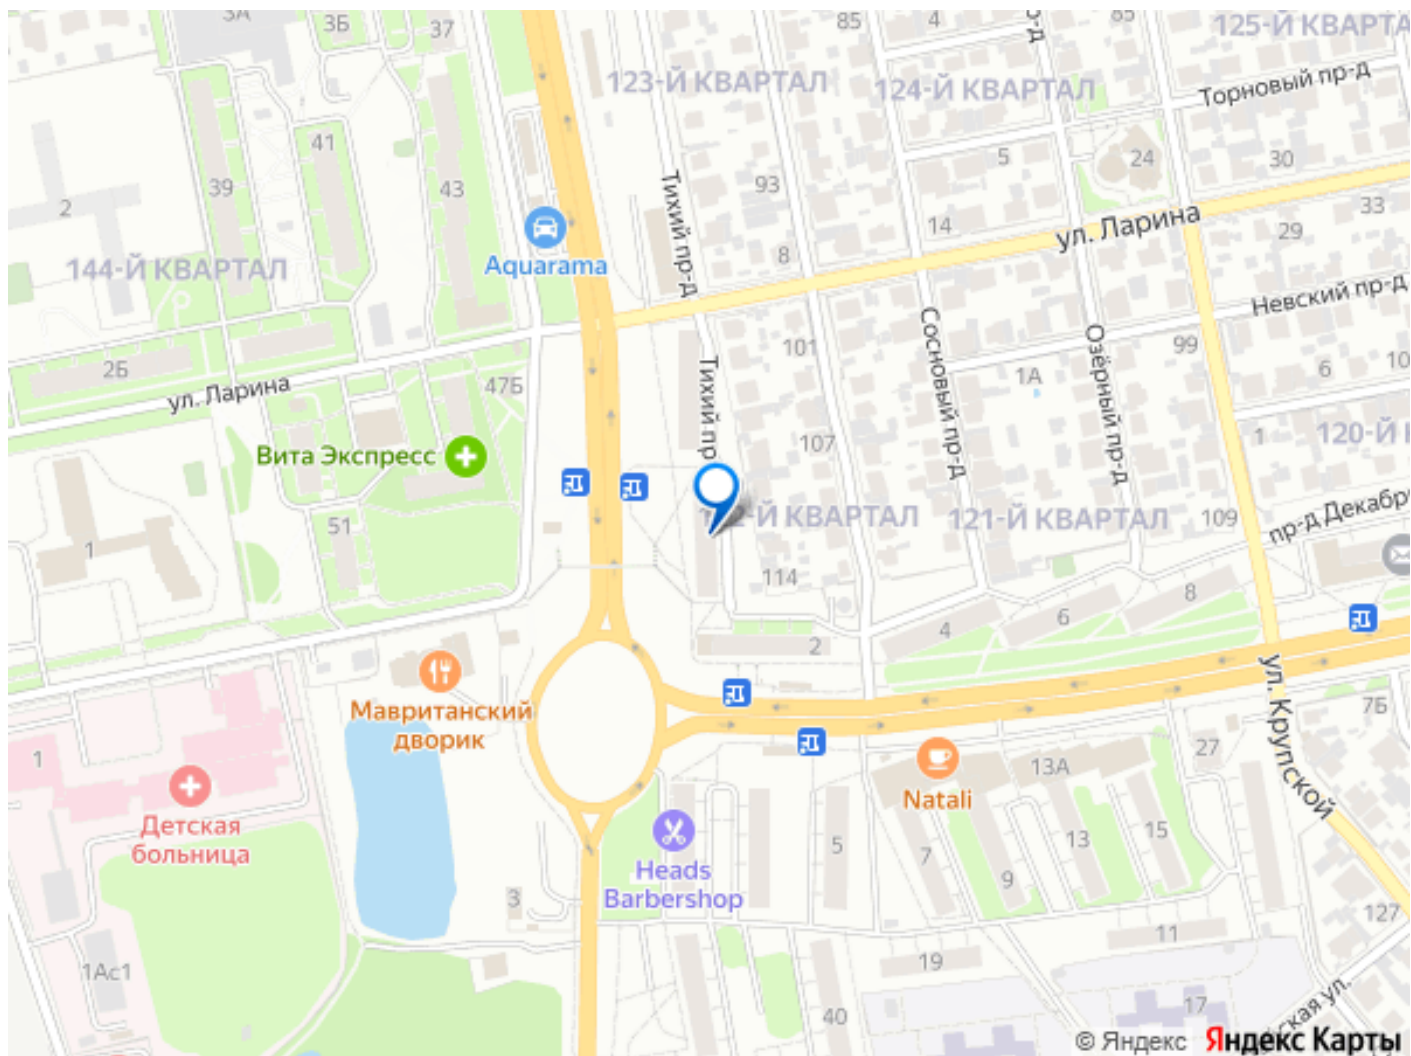 3А
3Б
37
85
4
85
125-Й КВАРТА
123-Й КВАРТАЛ
124-Й КВАРТАЛ
Торновый пр-д
41
5
24
30
39
43
Тихий пр-д
93
2
14
ул. Ларина
33
29
8
144-Й КВАРТАЛ
Aquarama
Невский пр-д
Сосновый пр-д
Озёрный пр-д
101
99
2Б
ул. Ларина
47Б
Тихий пр
1А
6
10
107
1
120-Й К
Вита Экспресс
-Й КВАРТАЛ
121-Й КВАРТАЛ
109
пр-д Декабр
51
1
114
8
6
4
2
ул. Крупской
Мавританский
дворик
7Б
27
1
13А
Natali
Детская
больница
5
7
13
15
9
Heads
Barbershop
3
127
11
19
1Ас1
17
40
ская ул.
© Яндекс
Яндекс Карты